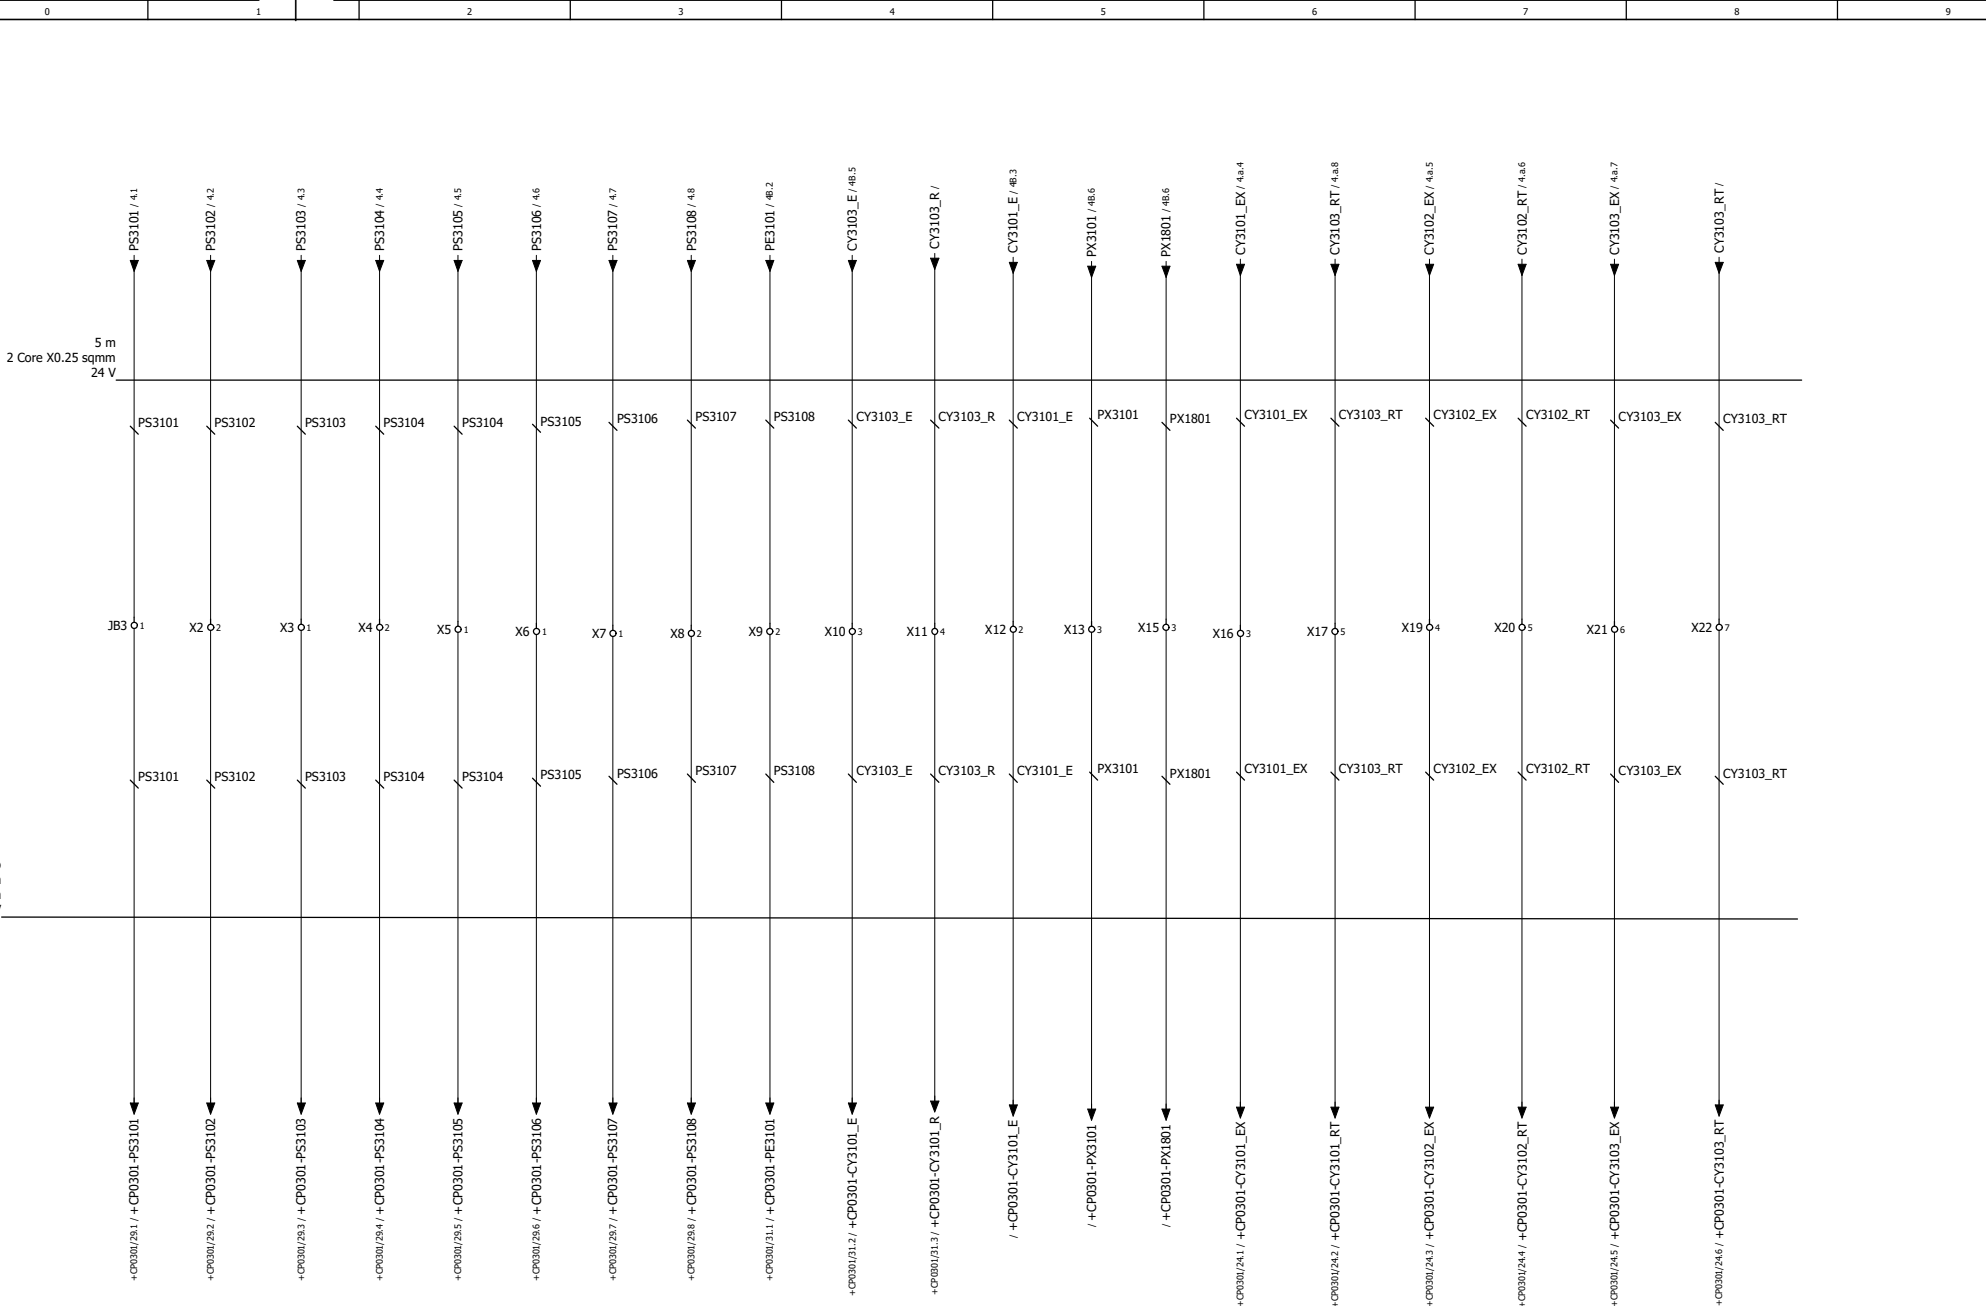 0 1 2 3 4 5 6 7 8 9
PS3101 / 4.1
PS3102 / 4.2
PS3103 / 4.3
PS3104 / 4.4
PS3105 / 4.5
PS3106 / 4.6
PS3107 / 4.7
PS3108 / 4.8
PE3101 / 4B.2
CY3103_E / 4B.5
CY3103_R /
CY3101_E / 4B.3
PX3101 / 4B.6
PX1801 / 4B.6
CY3101_EX / 4.a.4
CY3103_RT / 4.a.8
CY3102_EX / 4.a.5
CY3102_RT / 4.a.6
CY3103_EX / 4.a.7
CY3103_RT /
5 m
2 Core X0.25 sqmm
24 V
PS3101 PS3102 PS3103 PS3104 PS3104 PS3105 PS3106 PS3107 PS3108 CY3103_E CY3103_R CY3101_E PX3101 PX1801 CY3101_EX CY3103_RT CY3102_EX CY3102_RT CY3103_EX CY3103_RT
JB3 1 X2 2 X3 1 X4 2 X5 1 X6 1 X7 1 X8 2 X9 2 X10 3 X11 4 X12 2 X13 3 X15 3 X16 3 X17 5 X19 4 X20 5 X21 6 X22 7
PS3101 PS3102 PS3103 PS3104 PS3104 PS3105 PS3106 PS3107 PS3108 CY3103_E CY3103_R CY3101_E PX3101 PX1801 CY3101_EX CY3103_RT CY3102_EX CY3102_RT CY3103_EX CY3103_RT
+CP0301/29.1 / +CP0301-PS3101
+CP0301/29.2 / +CP0301-PS3102
+CP0301/29.3 / +CP0301-PS3103
+CP0301/29.4 / +CP0301-PS3104
+CP0301/29.5 / +CP0301-PS3105
+CP0301/29.6 / +CP0301-PS3106
+CP0301/29.7 / +CP0301-PS3107
+CP0301/29.8 / +CP0301-PS3108
+CP0301/31.1 / +CP0301-PE3101
+CP0301/31.2 / +CP0301-CY3101_E
+CP0301/31.3 / +CP0301-CY3101_R
/ +CP0301-CY3101_E
/ +CP0301-PX3101
/ +CP0301-PX1801
+CP0301/24.1 / +CP0301-CY3101_EX
+CP0301/24.2 / +CP0301-CY3101_RT
+CP0301/24.3 / +CP0301-CY3102_EX
+CP0301/24.4 / +CP0301-CY3102_RT
+CP0301/24.5 / +CP0301-CY3103_EX
+CP0301/24.6 / +CP0301-CY3103_RT